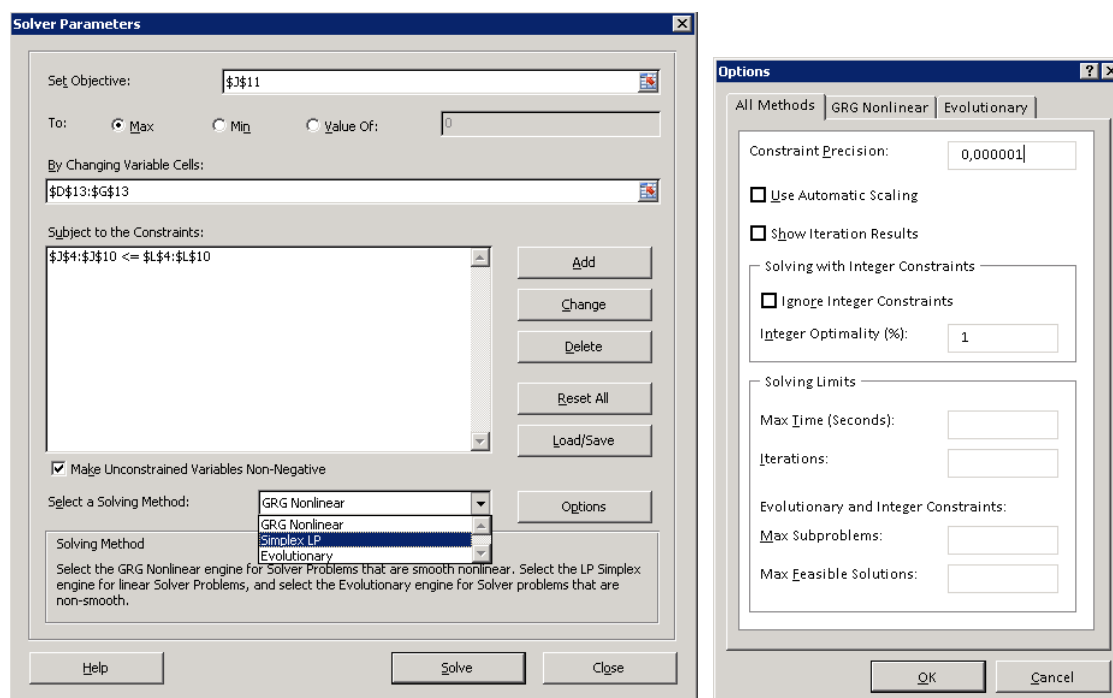 Solver Parameters
Set Objective: $J$11
To: Max Min Value Of: 0
By Changing Variable Cells:
$D$13:$G$13
Subject to the Constraints:
$J$4:$J$10 <= $L$4:$L$10
Add
Change
Delete
Reset All
Load/Save
Make Unconstrained Variables Non-Negative
Select a Solving Method: GRG Nonlinear Options
GRG Nonlinear
Simplex LP
Evolutionary
Solving Method
Select the GRG Nonlinear engine for Solver Problems that are smooth nonlinear. Select the LP Simplex
engine for linear Solver Problems, and select the Evolutionary engine for Solver problems that are
non-smooth.
Help Solve Close
Options
All Methods GRG Nonlinear Evolutionary
Constraint Precision: 0,000001
Use Automatic Scaling
Show Iteration Results
Solving with Integer Constraints
Ignore Integer Constraints
Integer Optimality (%): 1
Solving Limits
Max Time (Seconds):
Iterations:
Evolutionary and Integer Constraints:
Max Subproblems:
Max Feasible Solutions:
OK Cancel